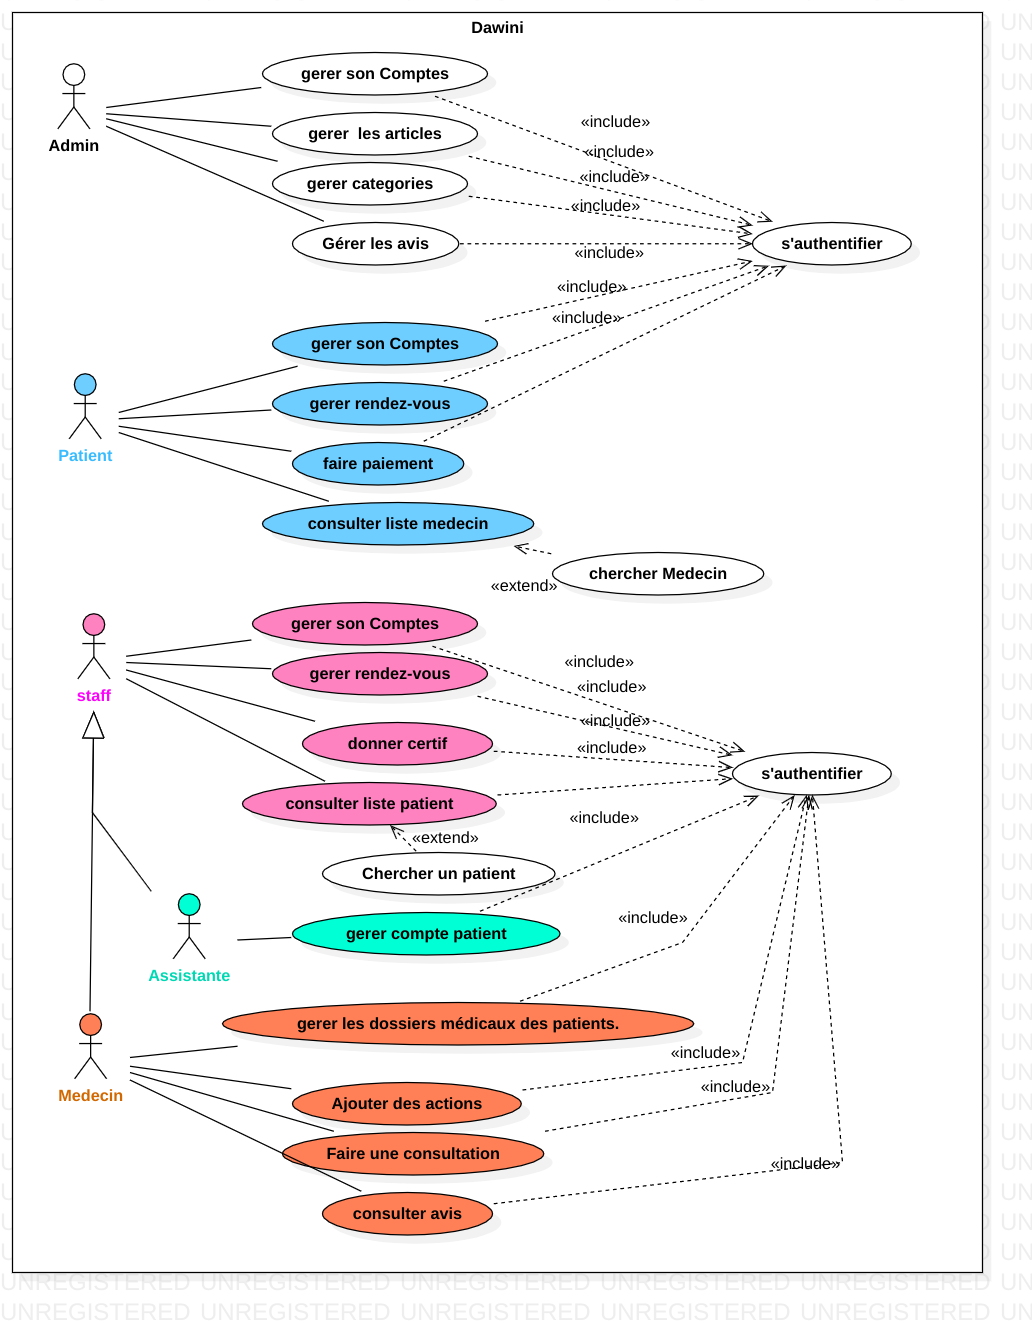 Dawini
gerer son Comptes
«include»
Admin
gerer  les articles
«include»
gerer categories
«include»
«include»
Gérer les avis
s'authentifier
«include»
«include»
«include»
gerer son Comptes
gerer rendez-vous
Patient
faire paiement
consulter liste medecin
chercher Medecin
«extend»
gerer son Comptes
«include»
gerer rendez-vous
«include»
staff
«include»
donner certif
«include»
s'authentifier
consulter liste patient
«include»
«extend»
Chercher un patient
«include»
gerer compte patient
Assistante
gerer les dossiers médicaux des patients.
«include»
Medecin
«include»
Ajouter des actions
Faire une consultation
«include»
consulter avis
UNREGISTERED UNREGISTERED UNREGISTERED UNREGISTERED UNREGISTERED UN
UNREGISTERED UNREGISTERED UNREGISTERED UNREGISTERED UNREGISTERED UN